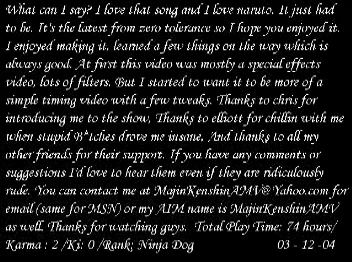 What can I say? I love that song and I love naruto. It just had
to be. It's the latest from zero tolerance so I hope you enjoyed it.
I enjoyed making it, learned a few things on the way which is
always good. At first this video was mostly a special effects
video, lots of filters. But I started to want it to be more of a
simple timing video with a few tweaks. Thanks to chris for
introducing me to the show, Thanks to elliott for chillin with me
when stupid B*tches drove me insane, And thanks to all my
other friends for their support. If you have any comments or
suggestions I'd love to hear them even if they are ridiculously
rude. You can contact me at MajinKenshinAMV@Yahoo.com for
email (same for MSN) or my AIM name is MajinKenshinAMV
as well. Thanks for watching guys. Total Play Time: 74 hours/
Karma : 2 /Ki: 0 /Rank; Ninja Dog 03 - 12 -04